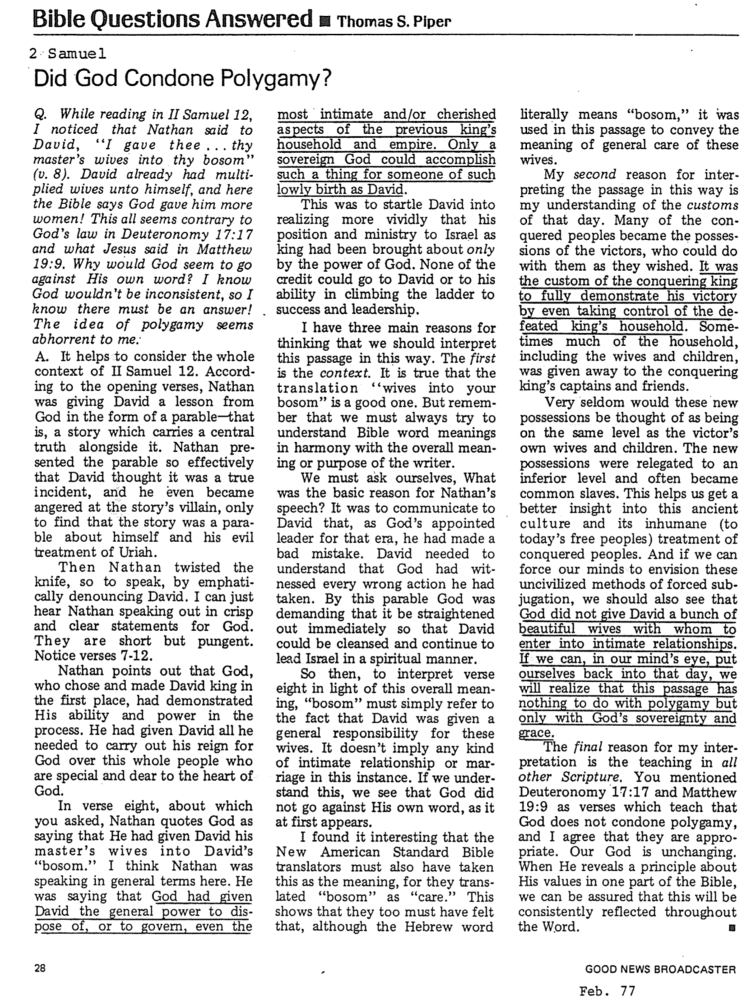 Bible Questions Answered ■ Thomas S. Piper
2 Samuel
Did God Condone Polygamy?
Q. While reading in II Samuel 12,
I noticed that Nathan said to
David, “I gave thee . . . thy
master's wives into thy bosom”
(v. 8). David already had multi-
plied wives unto himself, and here
the Bible says God gave him more
women! This all seems contrary to
God's law in Deuteronomy 17:17
and what Jesus said in Matthew
19:9. Why would God seem to go
against His own word? I know
God wouldn't be inconsistent, so I
know there must be an answer!
The idea of polygamy seems
abhorrent to me.
A. It helps to consider the whole
context of II Samuel 12. Accord-
ing to the opening verses, Nathan
was giving David a lesson from
God in the form of a parable—that
is, a story which carries a central
truth alongside it. Nathan pre-
sented the parable so effectively
that David thought it was a true
incident, and he even became
angered at the story's villain, only
to find that the story was a para-
ble about himself and his evil
treatment of Uriah.
Then Nathan twisted the
knife, so to speak, by emphati-
cally denouncing David. I can just
hear Nathan speaking out in crisp
and clear statements for God.
They are short but pungent.
Notice verses 7-12.
Nathan points out that God,
who chose and made David king in
the first place, had demonstrated
His ability and power in the
process. He had given David all he
needed to carry out his reign for
God over this whole people who
are special and dear to the heart of
God.
In verse eight, about which
you asked, Nathan quotes God as
saying that He had given David his
master's wives into David's
“bosom.” I think Nathan was
speaking in general terms here. He
was saying that God had given
David the general power to dis-
pose of, or to govern, even the
most intimate and/or cherished
aspects of the previous king's
household and empire. Only a
sovereign God could accomplish
such a thing for someone of such
lowly birth as David.
This was to startle David into
realizing more vividly that his
position and ministry to Israel as
king had been brought about only
by the power of God. None of the
credit could go to David or to his
ability in climbing the ladder to
success and leadership.
I have three main reasons for
thinking that we should interpret
this passage in this way. The first
is the context. It is true that the
translation “wives into your
bosom” is a good one. But remem-
ber that we must always try to
understand Bible word meanings
in harmony with the overall mean-
ing or purpose of the writer.
We must ask ourselves, What
was the basic reason for Nathan's
speech? It was to communicate to
David that, as God's appointed
leader for that era, he had made a
bad mistake. David needed to
understand that God had wit-
nessed every wrong action he had
taken. By this parable God was
demanding that it be straightened
out immediately so that David
could be cleansed and continue to
lead Israel in a spiritual manner.
So then, to interpret verse
eight in light of this overall mean-
ing, “bosom” must simply refer to
the fact that David was given a
general responsibility for these
wives. It doesn't imply any kind
of intimate relationship or mar-
riage in this instance. If we under-
stand this, we see that God did
not go against His own word, as it
at first appears.
I found it interesting that the
New American Standard Bible
translators must also have taken
this as the meaning, for they trans-
lated “bosom” as “care.” This
shows that they too must have felt
that, although the Hebrew word
literally means “bosom,” it was
used in this passage to convey the
meaning of general care of these
wives.
My second reason for inter-
preting the passage in this way is
my understanding of the customs
of that day. Many of the con-
quered peoples became the posses-
sions of the victors, who could do
with them as they wished. It was
the custom of the conquering king
to fully demonstrate his victory
by even taking control of the de-
feated king's household. Some-
times much of the household,
including the wives and children,
was given away to the conquering
king's captains and friends.
Very seldom would these new
possessions be thought of as being
on the same level as the victor's
own wives and children. The new
possessions were relegated to an
inferior level and often became
common slaves. This helps us get a
better insight into this ancient
culture and its inhumane (to
today's free peoples) treatment of
conquered peoples. And if we can
force our minds to envision these
uncivilized methods of forced sub-
jugation, we should also see that
God did not give David a bunch of
beautiful wives with whom to
enter into intimate relationships.
If we can, in our mind's eye, put
ourselves back into that day, we
will realize that this passage has
nothing to do with polygamy but
only with God's sovereignty and
grace.
The final reason for my inter-
pretation is the teaching in all
other Scripture. You mentioned
Deuteronomy 17:17 and Matthew
19:9 as verses which teach that
God does not condone polygamy,
and I agree that they are appro-
priate. Our God is unchanging.
When He reveals a principle about
His values in one part of the Bible,
we can be assured that this will be
consistently reflected throughout
the Word. ■
28
GOOD NEWS BROADCASTER
Feb. 77